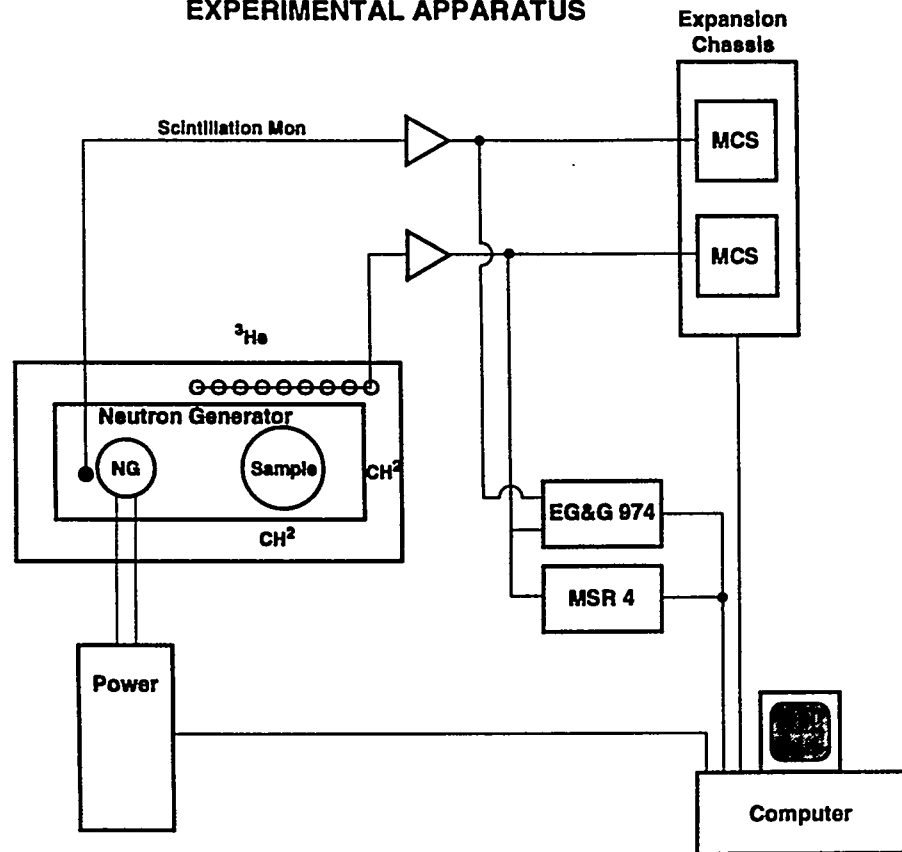 EXPERIMENTAL APPARATUS
Expansion
Chassis
Scintillation Mon
MCS
MCS
³He
Neutron Generator
NG
Sample
CH²
CH²
EG&G 974
MSR 4
Power
Computer